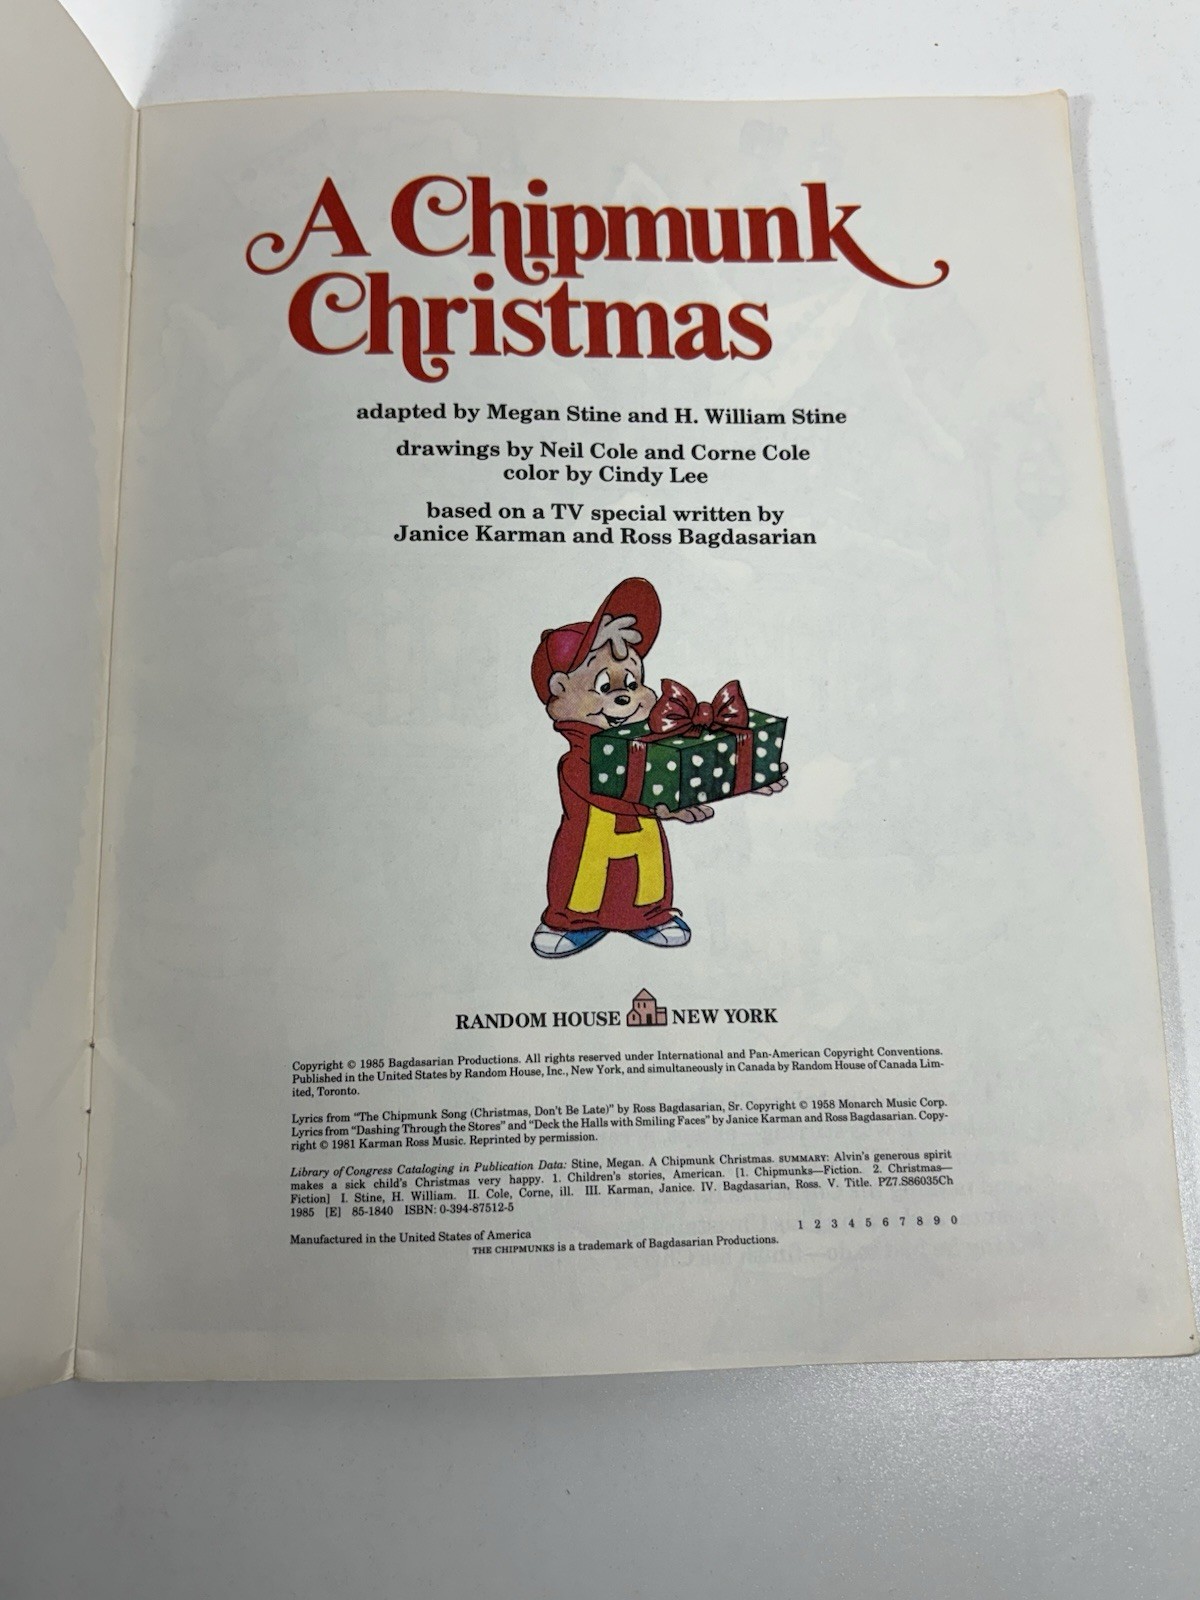 A Chipmunk
Christmas
adapted by Megan Stine and H. William Stine
drawings by Neil Cole and Corne Cole
color by Cindy Lee
based on a TV special written by
Janice Karman and Ross Bagdasarian
RANDOM HOUSE NEW YORK
Copyright © 1985 Bagdasarian Productions. All rights reserved under International and Pan-American Copyright Conventions.
Published in the United States by Random House, Inc., New York, and simultaneously in Canada by Random House of Canada Lim-
ited, Toronto.
Lyrics from "The Chipmunk Song (Christmas, Don't Be Late)" by Ross Bagdasarian, Sr. Copyright © 1958 Monarch Music Corp.
Lyrics from "Dashing Through the Stores" and "Deck the Halls with Smiling Faces" by Janice Karman and Ross Bagdasarian. Copy-
right © 1981 Karman Ross Music. Reprinted by permission.
Library of Congress Cataloging in Publication Data: Stine, Megan. A Chipmunk Christmas. SUMMARY: Alvin's generous spirit
makes a sick child's Christmas very happy. 1. Children's stories, American. [1. Chipmunks—Fiction. 2. Christmas—
Fiction] I. Stine, H. William. II. Cole, Corne, ill. III. Karman, Janice. IV. Bagdasarian, Ross. V. Title. PZ7.S86035Ch
1985 [E] 85-1840 ISBN: 0-394-87512-5
Manufactured in the United States of America 1 2 3 4 5 6 7 8 9 0
THE CHIPMUNKS is a trademark of Bagdasarian Productions.